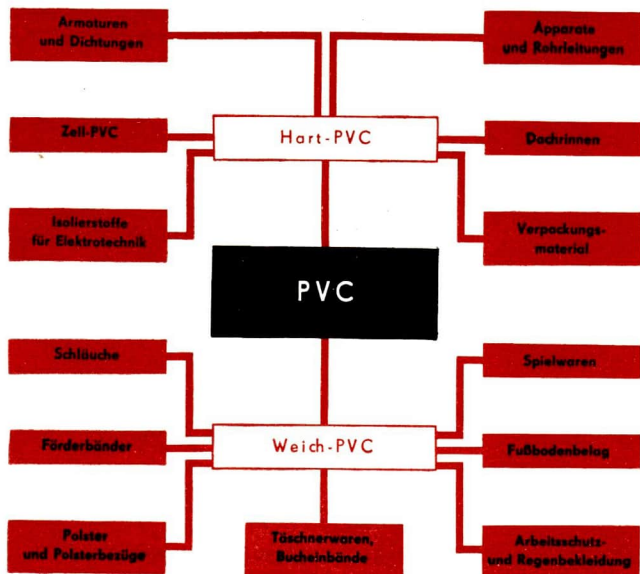 Armaturen
und Dichtungen
Apparate
und Rohrleitungen
Zell-PVC
Hart-PVC
Dachrinnen
Isolierstoffe
für Elektrotechnik
Verpackungs-
material
PVC
Schläuche
Spielwaren
Förderbänder
Weich-PVC
Fußbodenbelag
Polster
und Polsterbezüge
Täschnerwaren,
Bucheinbände
Arbeitsschutz-
und Regenbekleidung